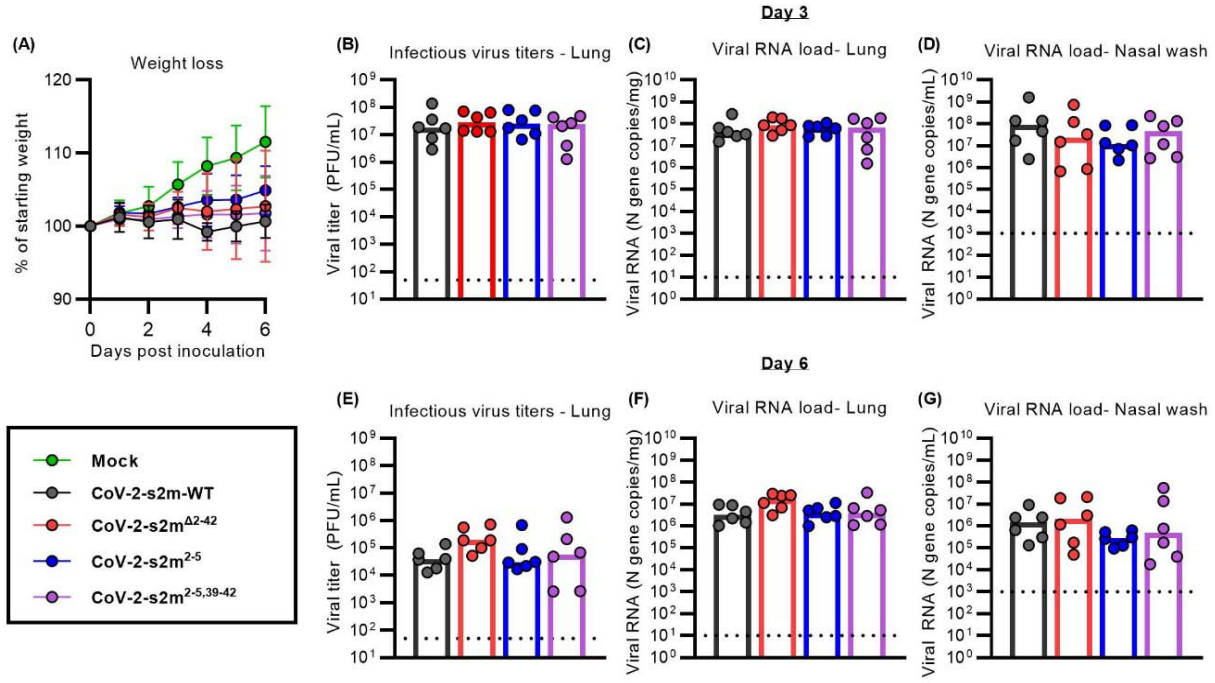 Day 3
(A)
Weight loss
% of starting weight
120
110
100
90
0 2 4 6
Days post inoculation
(B)
Infectious virus titers - Lung
Viral titer (PFU/mL)
10⁹
10⁸
10⁷
10⁶
10⁵
10⁴
10³
10²
10¹
(C)
Viral RNA load- Lung
Viral RNA (N gene copies/mg)
10¹⁰
10⁹
10⁸
10⁷
10⁶
10⁵
10⁴
10³
10²
10¹
10⁰
(D)
Viral RNA load- Nasal wash
Viral RNA (N gene copies/mL)
10¹⁰
10⁹
10⁸
10⁷
10⁶
10⁵
10⁴
10³
10²
10¹
10⁰
Mock
CoV-2-s2m-WT
CoV-2-s2mᐞ²⁻⁴²
CoV-2-s2m²⁻⁵
CoV-2-s2m²⁻⁵,³⁹⁻⁴²
Day 6
(E)
Infectious virus titers - Lung
Viral titer (PFU/mL)
10⁹
10⁸
10⁷
10⁶
10⁵
10⁴
10³
10²
10¹
(F)
Viral RNA load- Lung
Viral RNA (N gene copies/mg)
10¹⁰
10⁹
10⁸
10⁷
10⁶
10⁵
10⁴
10³
10²
10¹
10⁰
(G)
Viral RNA load- Nasal wash
Viral RNA (N gene copies/mL)
10¹⁰
10⁹
10⁸
10⁷
10⁶
10⁵
10⁴
10³
10²
10¹
10⁰